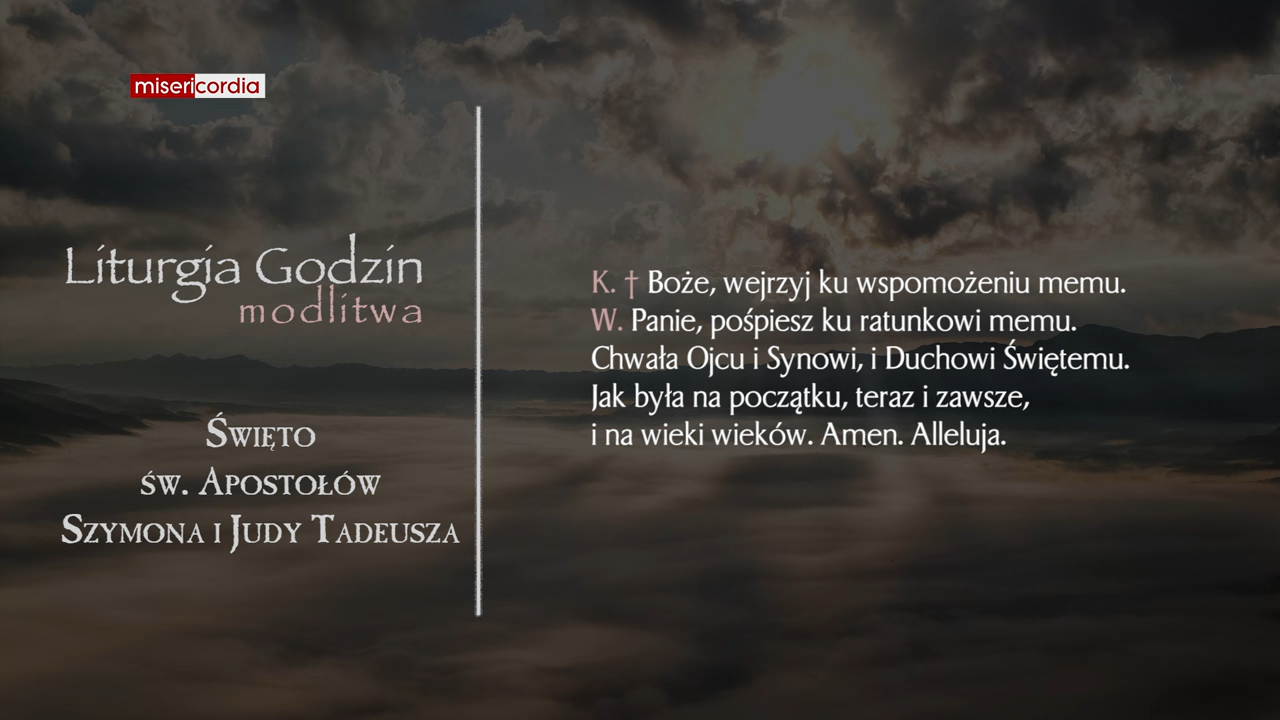 misericordia
Liturgia Godzin
modlitwa
Święto
św. Apostołów
Szymona i Judy Tadeusza
K. † Boże, wejrzyj ku wspomożeniu memu.
W. Panie, pośpiesz ku ratunkowi memu.
Chwała Ojcu i Synowi, i Duchowi Świętemu.
Jak była na początku, teraz i zawsze,
i na wieki wieków. Amen. Alleluja.